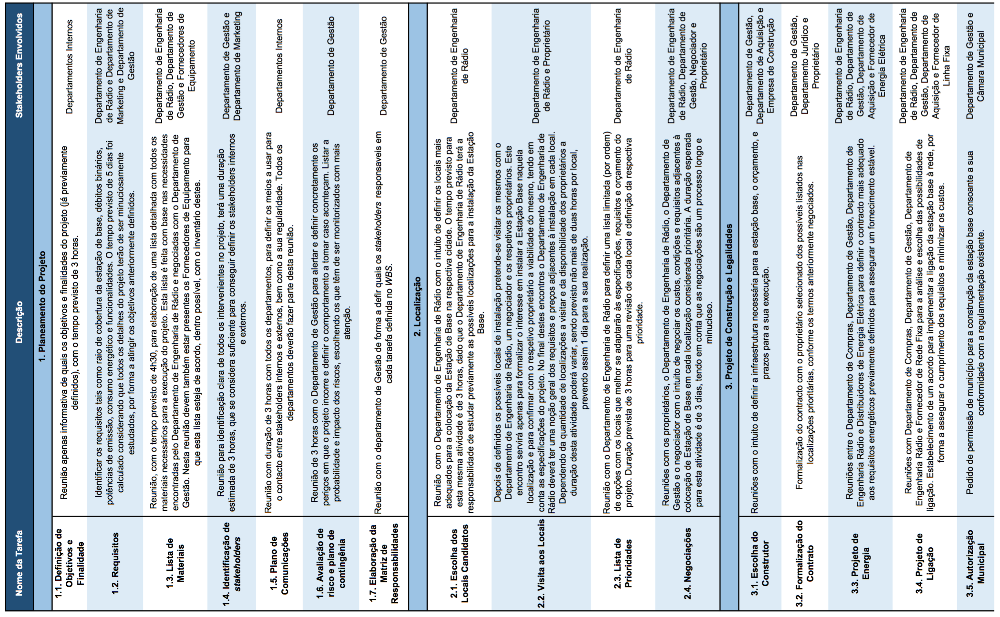 Nome da Tarefa
Descrição
Stakeholders Envolvidos
1. Planeamento do Projeto
1.1. Definição de
Objetivos e
Finalidade
Reunião apenas informativa de quais os objetivos e finalidades do projeto (já previamente
definidos), com o tempo previsto de 3 horas.
Departamentos Internos
1.2. Requisitos
Identificar os requisitos tais como raio de cobertura da estação de base, débitos binários,
potências de emissão, consumo energético e funcionalidades. O tempo previsto de 5 dias foi
calculado considerando que todos os detalhes do projeto terão de ser minuciosamente
estudados, por forma a atingir os objetivos anteriormente definidos.
Departamento de Engenharia
de Rádio e Departamento de
Marketing e Departamento de
Gestão
1.3. Lista de
Materiais
Reunião, com o tempo previsto de 4h30, para elaboração de uma lista detalhada com todos os
materiais necessários para a execução do projeto. Esta lista é feita com base nas necessidades
encontradas pelo Departamento de Engenharia de Rádio e negociadas com o Departamento de
Gestão. Nesta reunião devem também estar presentes os Fornecedores de Equipamento para
que esta lista esteja de acordo, dentro possível, com o inventário destes.
Departamento de Engenharia
de Rádio, Departamento de
Gestão e Fornecedores de
Equipamento
1.4. Identificação de
stakeholders
Reunião para identificação clara de todos os intervenientes no projeto, terá uma duração
estimada de 3 horas, que se considera suficiente para conseguir definir os stakeholders internos
e externos.
Departamento de Gestão e
Departamento de Marketing
1.5. Plano de
Comunicações
Reunião com duração de 3 horas com todos os departamentos, para definir os meios a usar para
o contacto entre stakeholders internos e externos, bem como a sua regularidade. Todos os
departamentos deverão fazer parte desta reunião.
Departamentos Internos
1.6. Avaliação de
risco e plano de
contingênia
Reunião de 3 horas com o Departamento de Gestão para alertar e definir concretamente os
perigos em que o projeto incorre e definir o comportamento a tomar caso aconteçam. Listar a
probabilidade e impacto dos riscos, escolhendo os que têm de ser monitorizados com mais
atenção.
Departamento de Gestão
1.7. Elaboração da
Matriz de
Responsabilidades
Reunião com o departamento de Gestão de forma a defir quais os stakeholders responsaveis em
cada taraefa definida no WBS.
Departamento de Gestão
2. Localização
2.1. Escolha dos
Locais Candidatos
Reunião com o Departamento de Engenharia de Rádio com o intuito de definir os locais mais
adequados para a colocação da Estação de Base na respectiva cidade. O tempo previsto para
esta mesma atividade é de 3 horas, dado que o Departamento de Engenharia de Rádio terá a
responsabilidade de estudar previamente as possíveis localizações para a instalação da Estação
Base.
Departamento de Engenharia
de Rádio
2.2. Visita aos Locais
Depois de definidos os possíveis locais de instalação pretende-se visitar os mesmos com o
Departamento de Engenharia de Rádio, um negociador e os respetivos proprietários. Este
encontro servirá apenas para formalizar o interesse em instalar a Estação Base naquela
localização e para confirmar com o respetivo proprietário a viabilidade do mesmo, tendo em
conta as especificações do projeto. No final destes encontros o Departamento de Engenharia de
Rádio deverá ter uma noção geral dos requisitos e preços adjacentes à instalação em cada local.
Dependendo da quantidade de localizações a visitar e da disponibilidade dos proprietários a
duração desta atividade poderá variar, sendo previsto não mais de duas horas por local,
prevendo assim 1 dia para a sua realização.
Departamento de Engenharia
de Rádio e Proprietário
2.3. Lista de
Prioridades
Reunião com o Departamento de Engenharia de Rádio para definir uma lista limitada (por ordem)
de opções com os locais que melhor se adaptarão às especificações, requisitos e orçamento do
projeto. Duração prevista de 3 horas para uma revisão de cada local e definição da respectiva
prioridade.
Departamento de Engenharia
de Rádio
2.4. Negociações
Reuniões com os proprietários, o Departamento de Engenharia de Rádio, o Departamento de
Gestão e o negociador com o intuito de negociar os custos, condições e requisitos adjacentes à
colocação de Estação de Base em cada localização considerada prioritária. A duração esperada
para esta atividade é de 3 dias, tendo em conta que as negociações são um processo longo e
minucioso.
Departamento de Engenharia
de Rádio, Departamento de
Gestão, Negociador e
Proprietário
3. Projeto de Construção e Legalidades
3.1. Escolha do
Construtor
Reuniões com o intuito de definir a infraestrutura necessária para a estação base, o orçamento, e
prazos para a sua execução.
Departamento de Gestão,
Departamento de Aquisição e
Empresa de Construção
3.2. Formalização do
Contrato
Formalização do contracto com o proprietário selecionado dos possíveis listados nas
localizações prioritárias, conforme os termos anteriormente negociados.
Departamento de Gestão,
Departamento Jurídico e
Proprietário
3.3. Projeto de
Energia
Reuniões entre o Departamento de Compras, Departamento de Gestão, Departamento de
Engenharia Rádio e Distribuidores de Energia Elétrica para definir o contracto mais adequado
aos requisitos energéticos previamente definidos para assegurar um fornecimento estável.
Departamento de Engenharia
de Rádio, Departamento de
Gestão, Departamento de
Aquisição e Fornecedor de
Energia Elétrica
3.4. Projeto de
Ligação
Reuniões com Departamento de Compras, Departamento de Gestão, Departamento de
Engenharia Rádio e Fornecedor de Rede Fixa para a análise e escolha das possibilidades de
ligação. Estabelecimento de um acordo para implementar a ligação da estação base à rede, por
forma a assegurar o cumprimento dos requisitos e minimizar os custos.
Departamento de Engenharia
de Rádio, Departamento de
Gestão, Departamento de
Aquisição e Fornecedor de
Linha Fixa
3.5. Autorização
Municipal
Pedido de permissão de município para a construção da estação base consoante a sua
conformidade com a regulamentação existente.
Departamento de Gestão e
Câmara Municipal